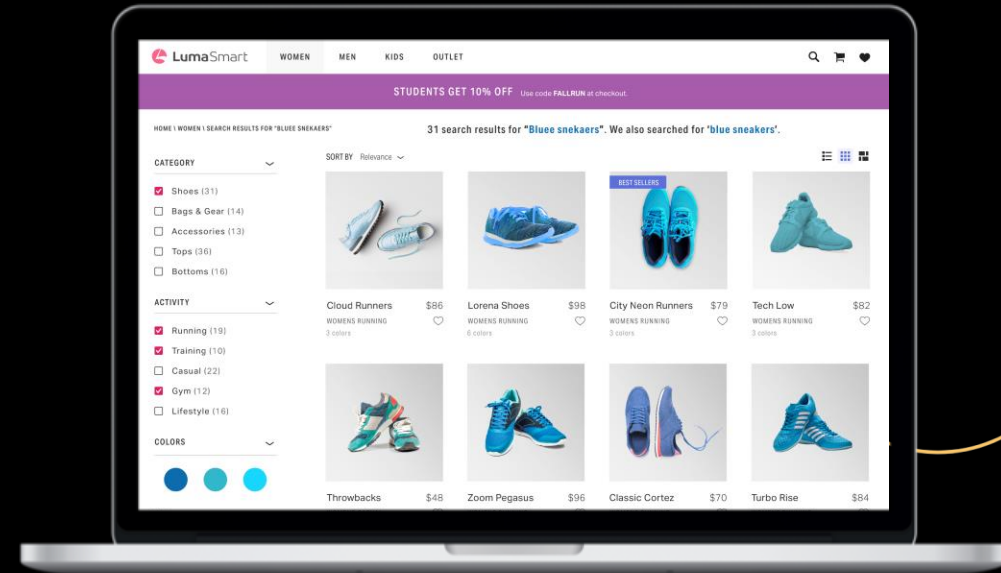 LumaSmart WOMEN MEN KIDS OUTLET
STUDENTS GET 10% OFF Use code FALLRUN at checkout.
HOME \ WOMEN \ SEARCH RESULTS FOR "BLUEE SNEKAERS"
31 search results for "Bluee snekaers". We also searched for 'blue sneakers'.
CATEGORY
Shoes (31)
Bags & Gear (14)
Accessories (13)
Tops (36)
Bottoms (16)
ACTIVITY
Running (19)
Training (10)
Casual (22)
Gym (12)
Lifestyle (16)
COLORS
SORT BY Relevance
BEST SELLERS
Cloud Runners $86
WOMENS RUNNING
3 colors
Lorena Shoes $98
WOMENS RUNNING
6 colors
City Neon Runners $79
WOMENS RUNNING
3 colors
Tech Low $82
WOMENS RUNNING
3 colors
Throwbacks $48
Zoom Pegasus $96
Classic Cortez $70
Turbo Rise $84